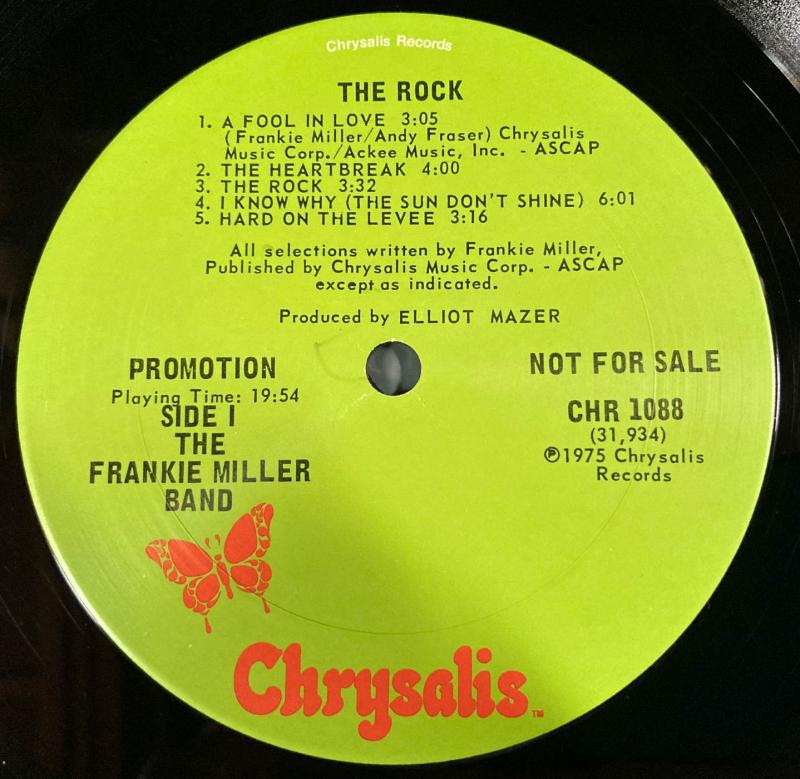 Chrysalis Records
THE ROCK
1. A FOOL IN LOVE 3:05
(Frankie Miller/Andy Fraser) Chrysalis
Music Corp./Ackee Music, Inc. - ASCAP
2. THE HEARTBREAK 4:00
3. THE ROCK 3:32
4. I KNOW WHY (THE SUN DON'T SHINE) 6:01
5. HARD ON THE LEVEE 3:16
All selections written by Frankie Miller,
Published by Chrysalis Music Corp. - ASCAP
except as indicated.
Produced by ELLIOT MAZER
PROMOTION
Playing Time: 19:54
SIDE I
THE
FRANKIE MILLER
BAND
NOT FOR SALE
CHR 1088
(31,934)
℗1975 Chrysalis
Records
Chrysalis™